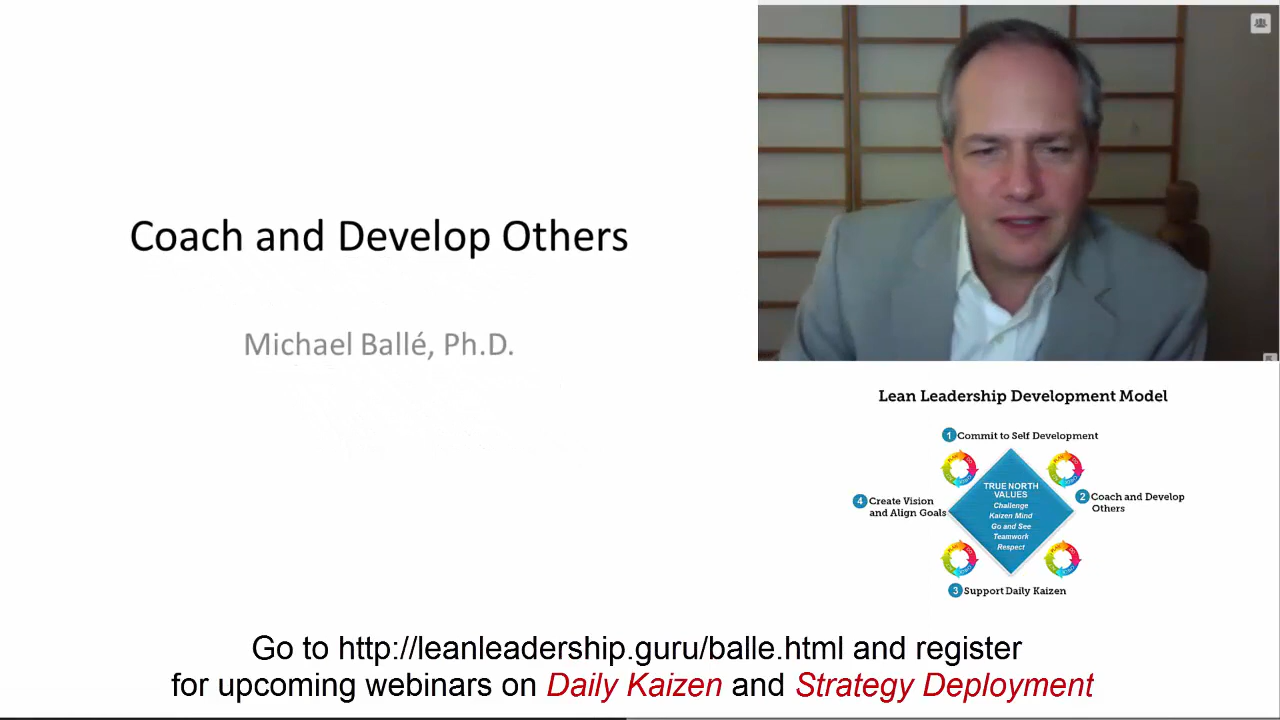 Coach and Develop Others
Michael Ballé, Ph.D.
Lean Leadership Development Model
1 Commit to Self Development
TRUE NORTH
VALUES
Challenge
Kaizen Mind
Go and See
Teamwork
Respect
2 Coach and Develop
Others
3 Support Daily Kaizen
4 Create Vision
and Align Goals
Go to http://leanleadership.guru/balle.html and register
for upcoming webinars on Daily Kaizen and Strategy Deployment